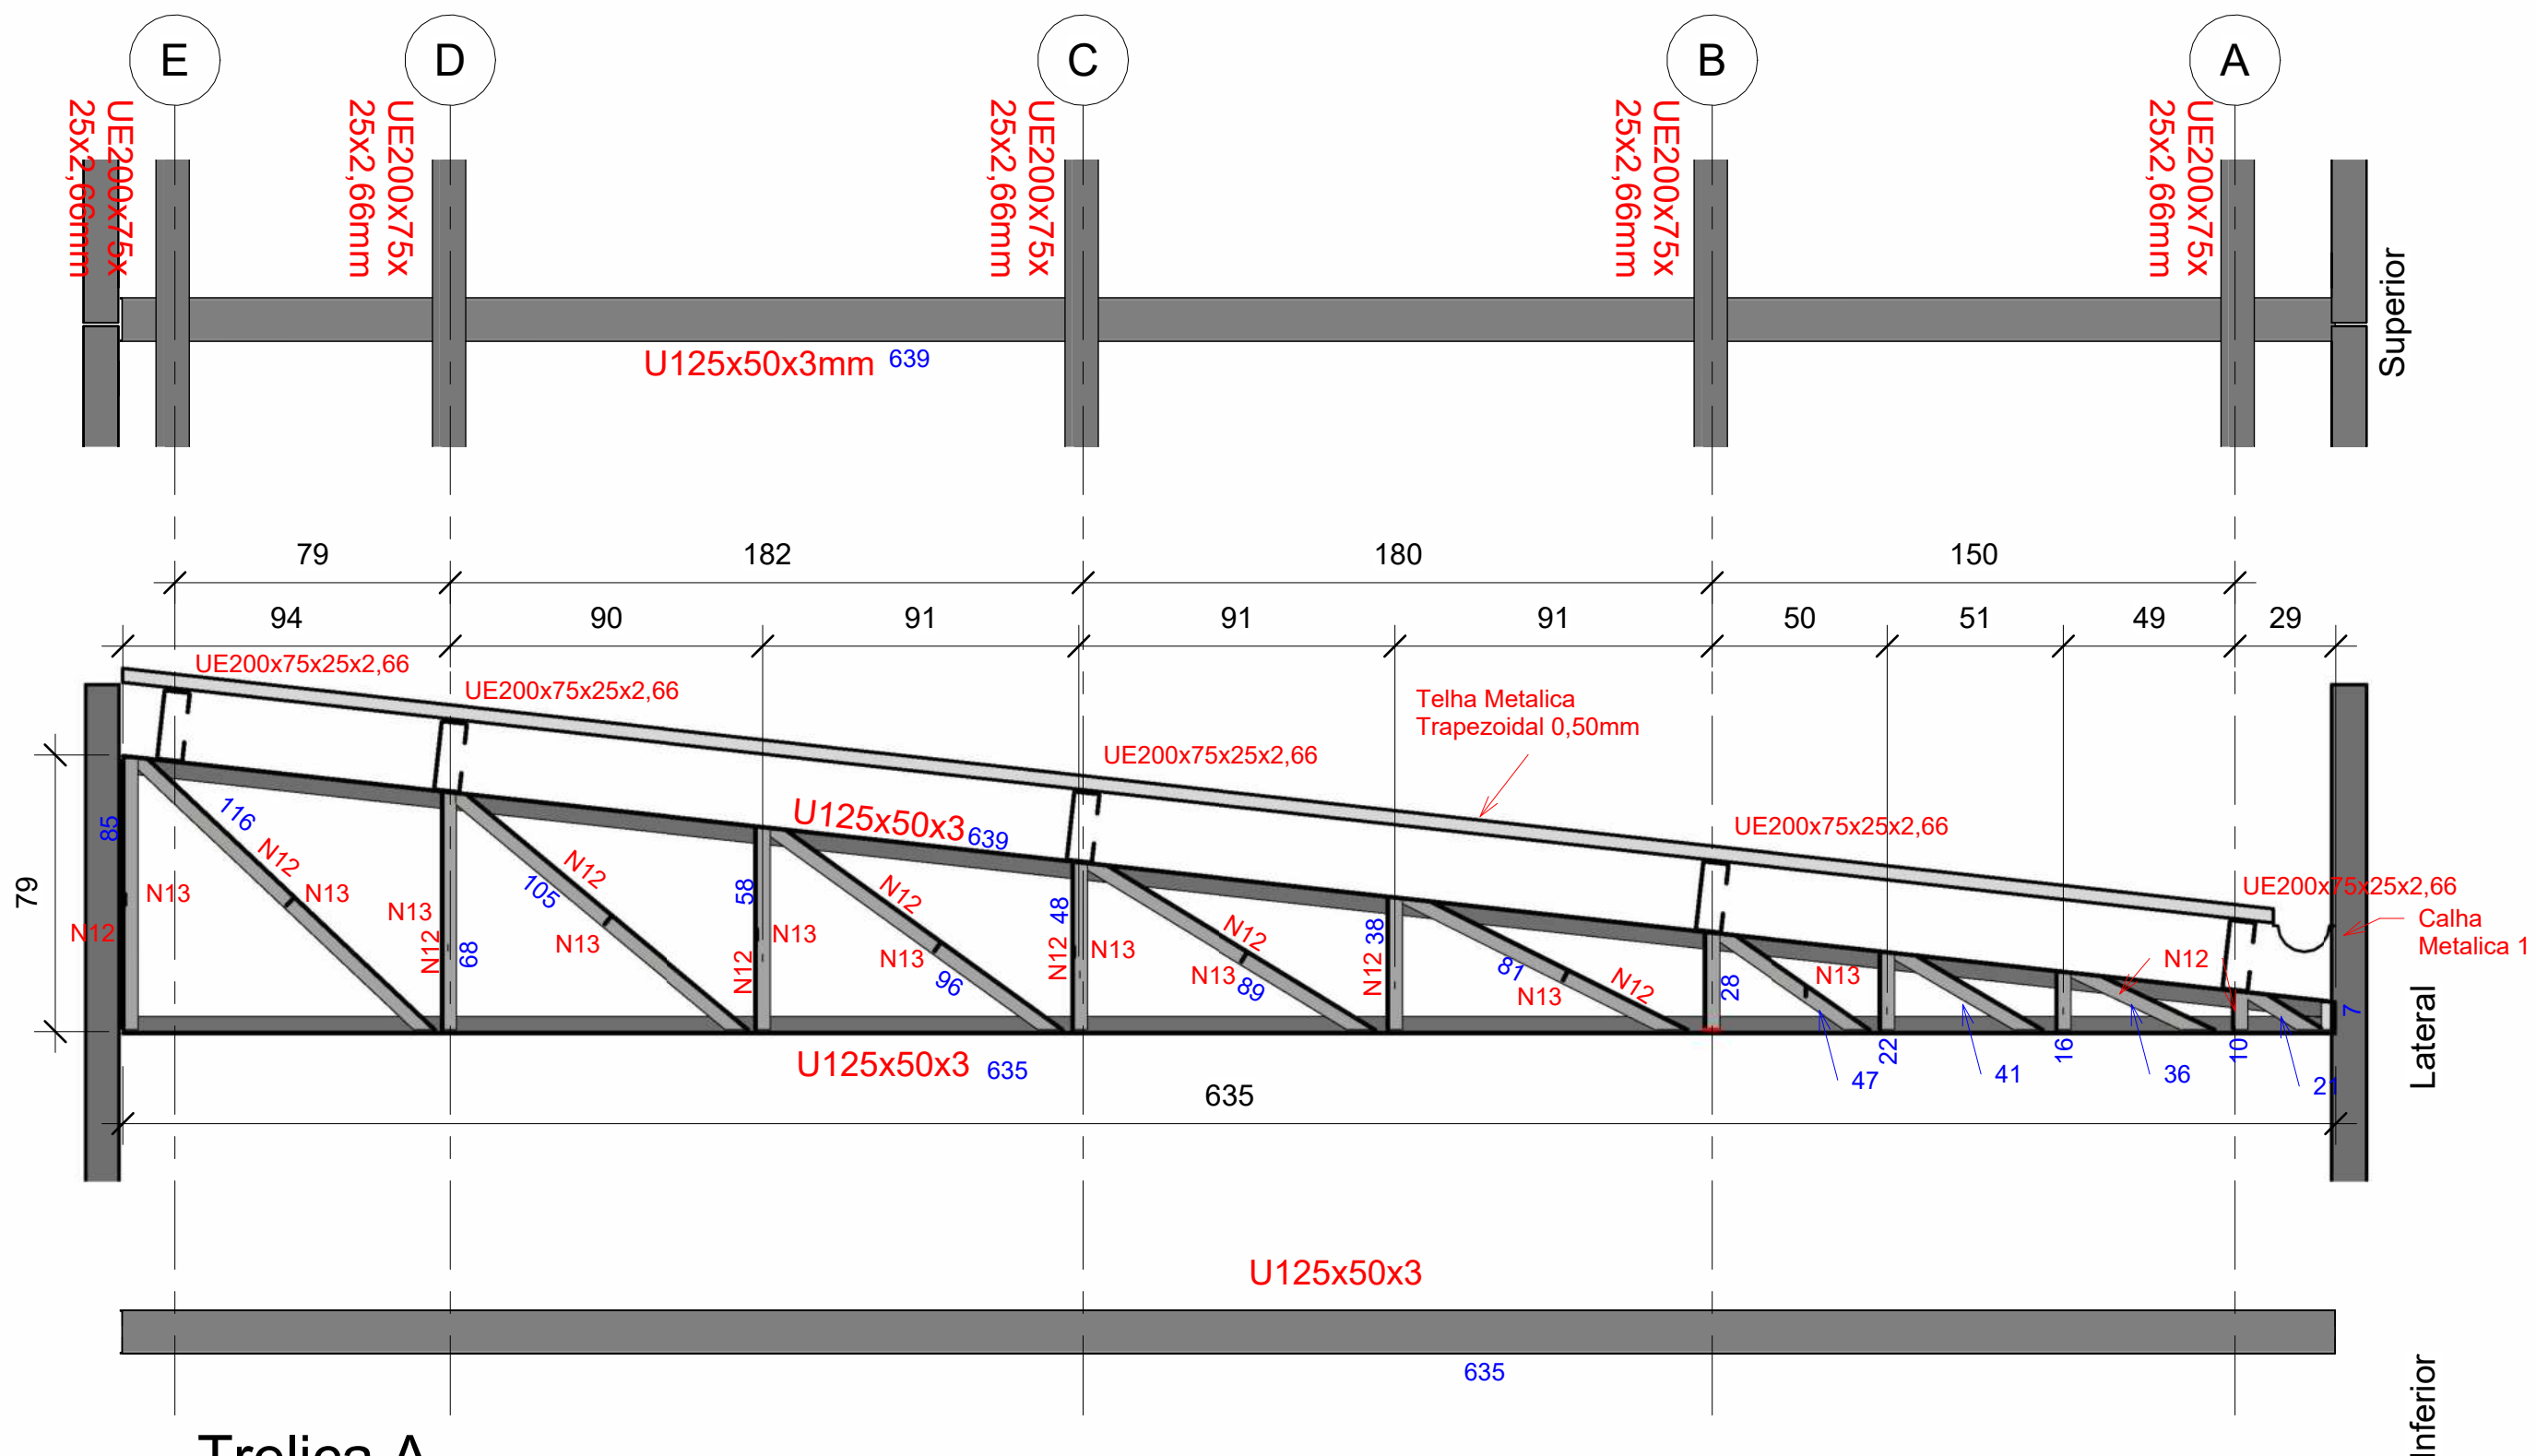 E
D
C
B
A
UE200x75x
25x2,66mm
UE200x75x
25x2,66mm
UE200x75x
25x2,66mm
UE200x75x
25x2,66mm
UE200x75x
25x2,66mm
U125x50x3mm 639
Superior
79 182 180 150
94 90 91 91 91 50 51 49 29
UE200x75x25x2,66
UE200x75x25x2,66
UE200x75x25x2,66
UE200x75x25x2,66
UE200x75x25x2,66
Telha Metalica
Trapezoidal 0,50mm
Calha
Metalica 1
U125x50x3 639
79
85
N12
N13
116
N12
N13
N13
N12
68
N12
105
N13
58
N12
N13
N12
N13
96
48
N12
N13
N12
N13
89
38
N12
81
N13
N12
28
N13
47
22
41
16
N12
36
10
21
7
U125x50x3 635
635
Lateral
U125x50x3
635
Inferior
Treliça A